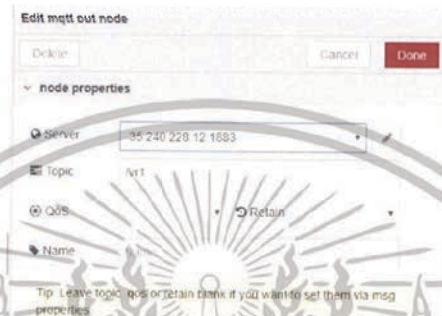 Edit mqtt out node
Delete Cancel Done
node properties
Server 35.240.228.12:1883
Topic
QoS Retain
Name
Tip: Leave topic, qos or retain blank if you want to set them via msg
properties.